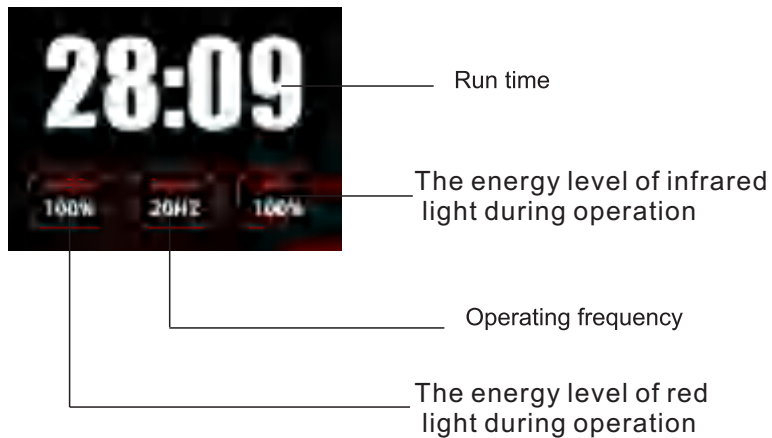 28:09
Run time
The energy level of infrared
light during operation
100%
20HZ
100%
Operating frequency
The energy level of red
light during operation